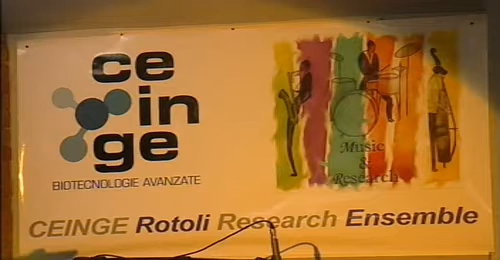 ce
in
ge
BIOTECNOLOGIE AVANZATE
Music
&
Research
CEINGE Rotoli Research Ensemble